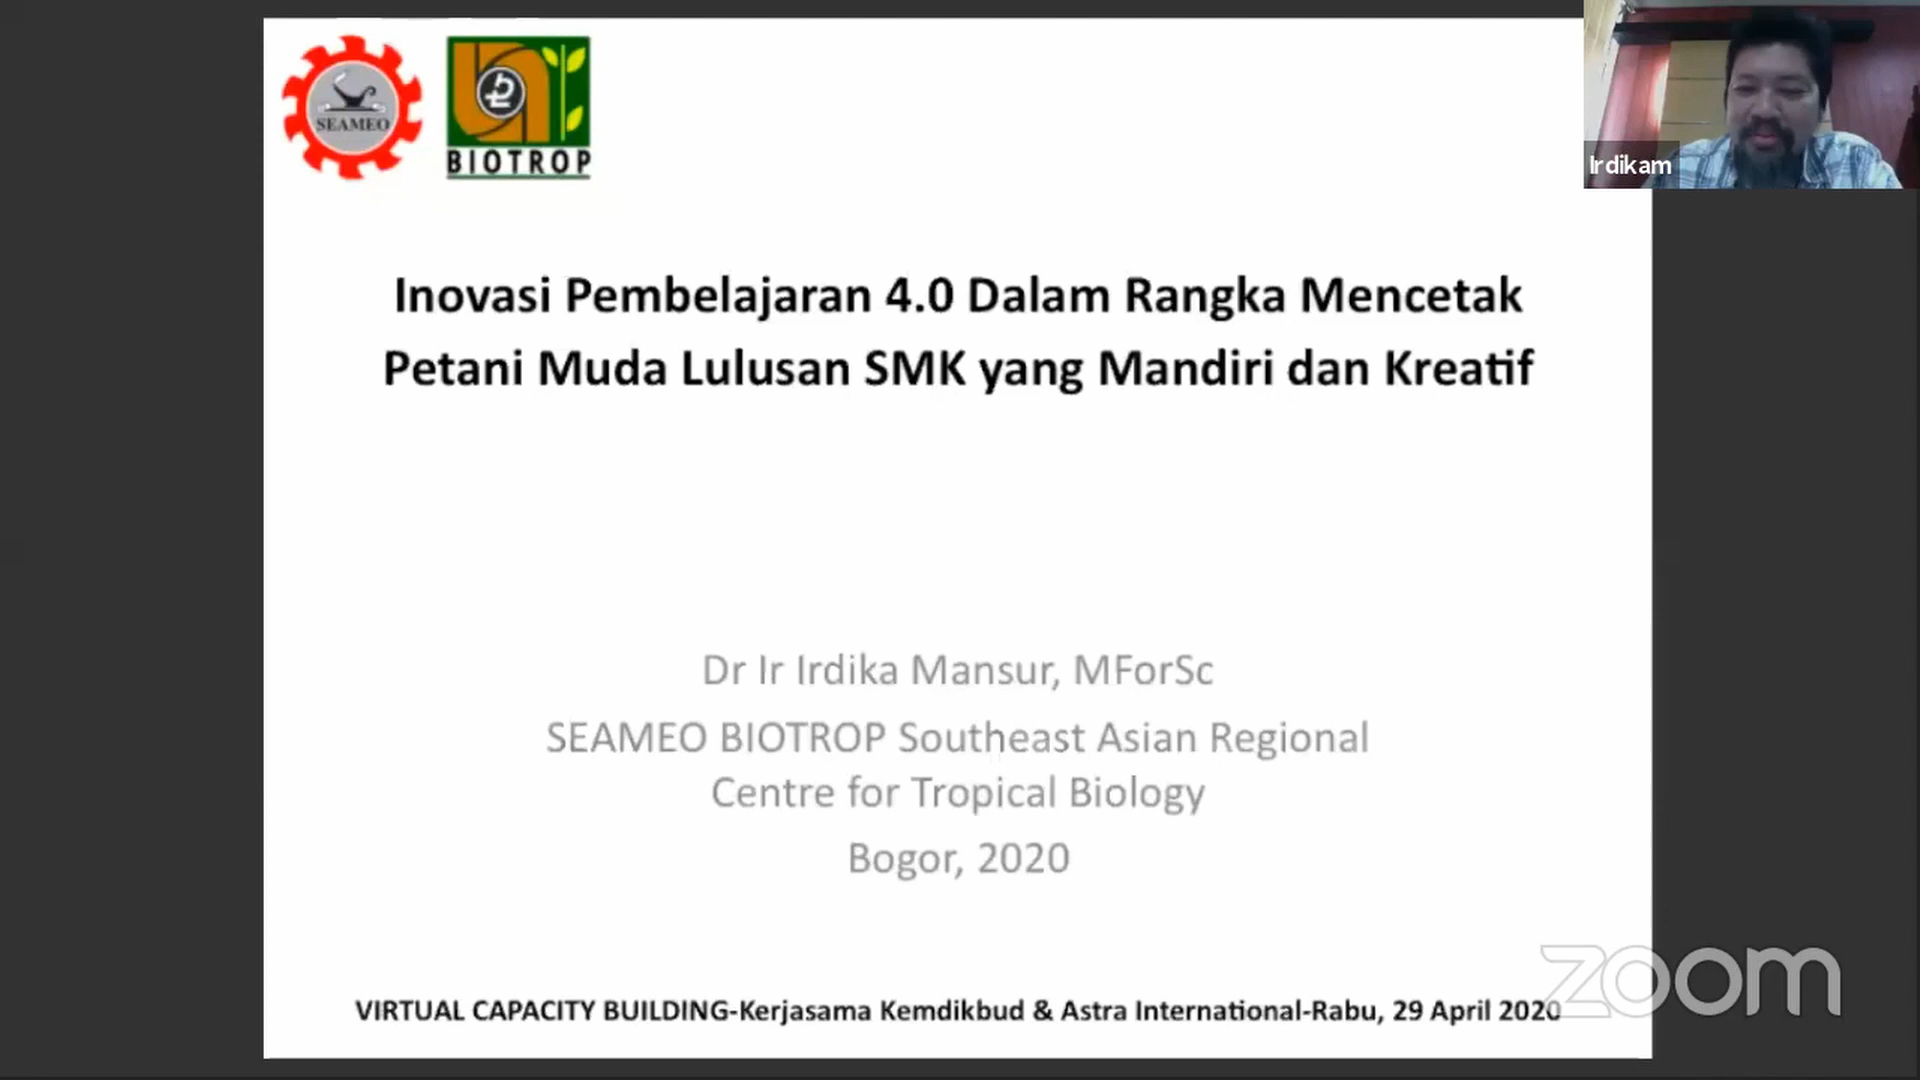 SEAMEO
BIOTROP
Irdikam
Inovasi Pembelajaran 4.0 Dalam Rangka Mencetak
Petani Muda Lulusan SMK yang Mandiri dan Kreatif
Dr Ir Irdika Mansur, MForSc
SEAMEO BIOTROP Southeast Asian Regional
Centre for Tropical Biology
Bogor, 2020
VIRTUAL CAPACITY BUILDING-Kerjasama Kemdikbud & Astra International-Rabu, 29 April 2020
zoom